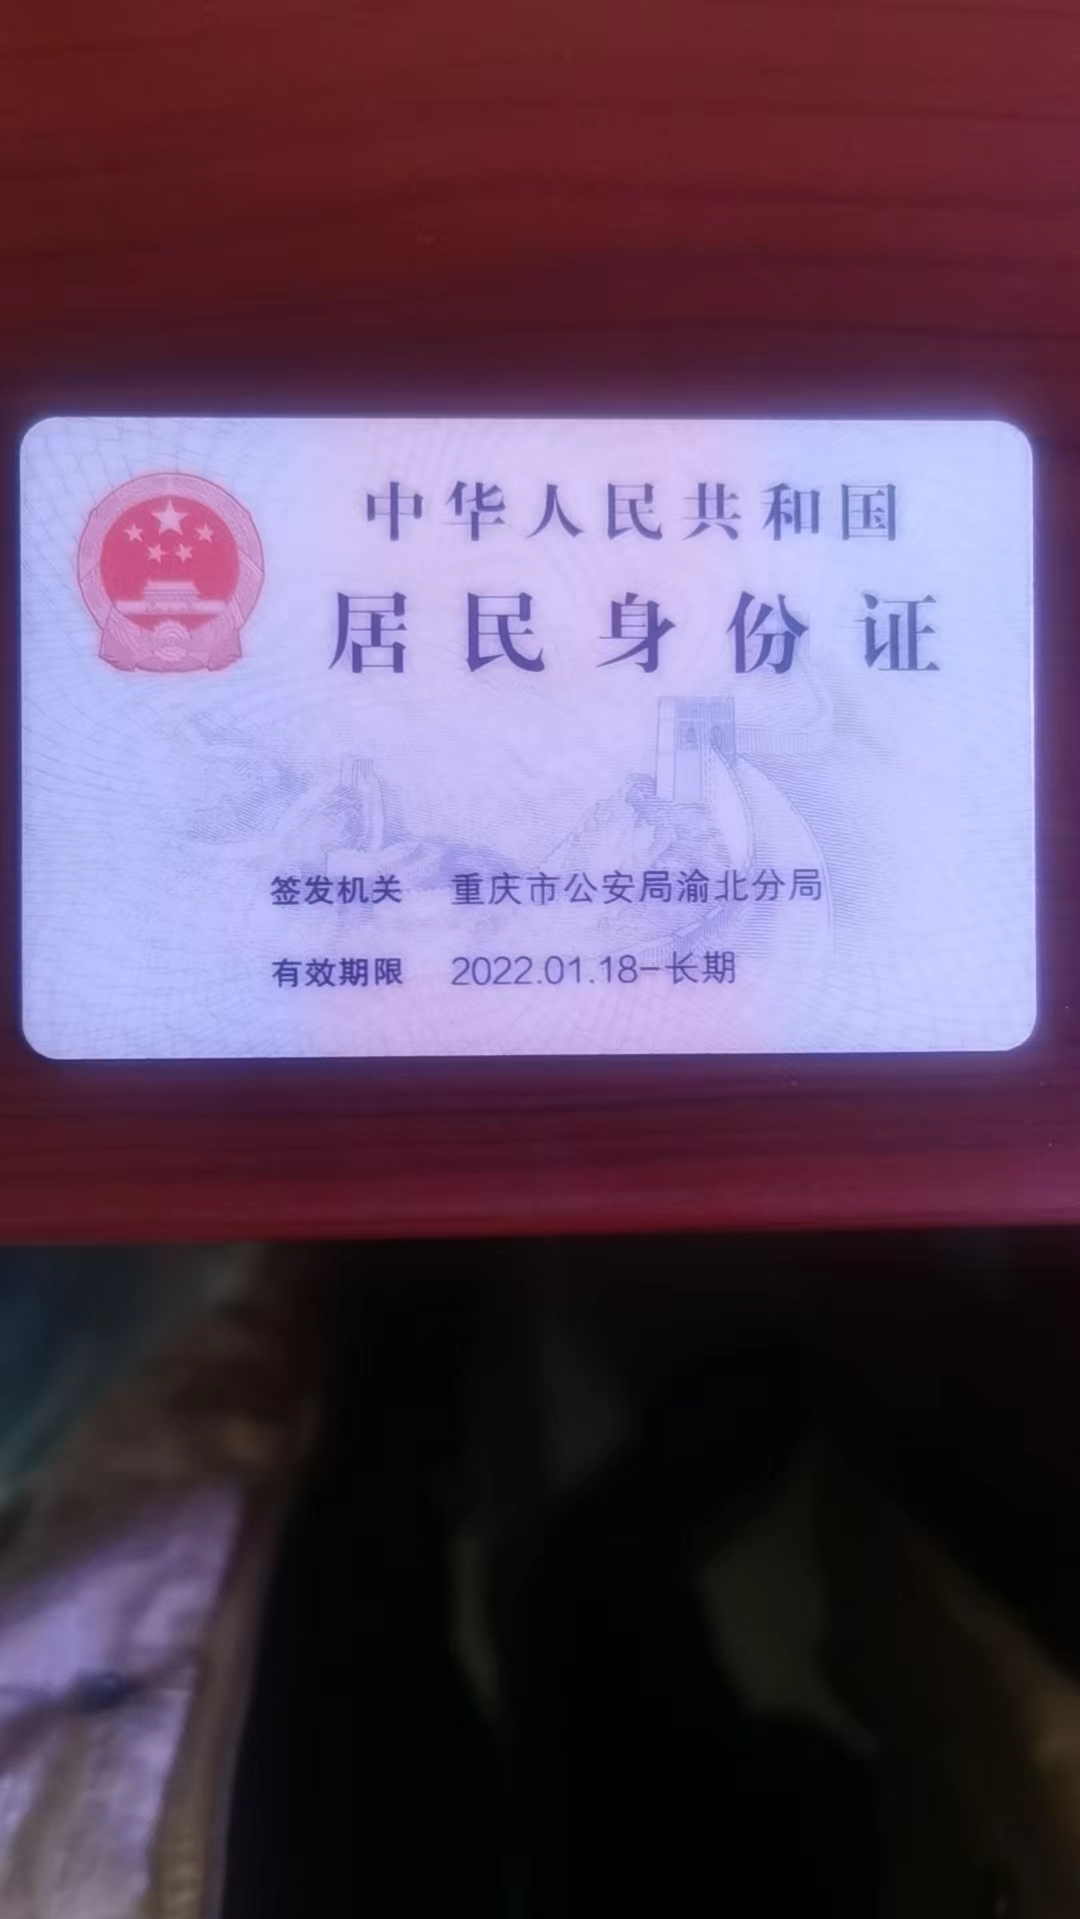 中华人民共和国
居民身份证
签发机关 重庆市公安局渝北分局
有效期限 2022.01.18-长期